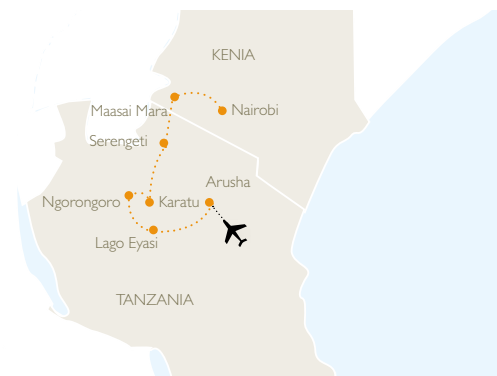 KENIA
Maasai Mara
Nairobi
Serengeti
Arusha
Ngorongoro
Karatu
Lago Eyasi
TANZANIA